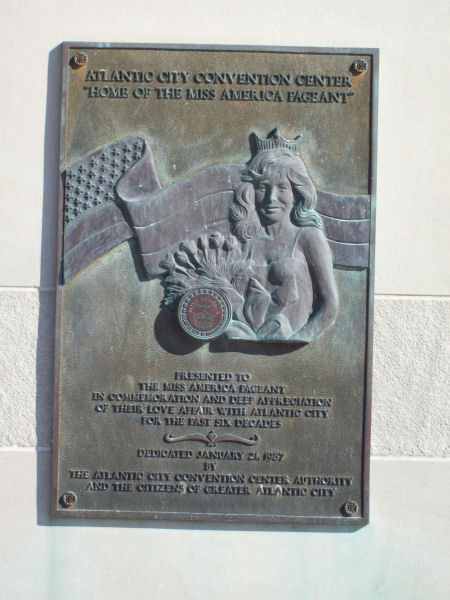 ATLANTIC CITY CONVENTION CENTER
"HOME OF THE MISS AMERICA PAGEANT"
PRESENTED TO
THE MISS AMERICA PAGEANT
IN COMMEMORATION AND DEEP APPRECIATION
OF THEIR LOVE AFFAIR WITH ATLANTIC CITY
FOR THE PAST SIX DECADES
DEDICATED JANUARY 21, 1987
BY
THE ATLANTIC CITY CONVENTION CENTER AUTHORITY
AND THE CITIZENS OF GREATER ATLANTIC CITY